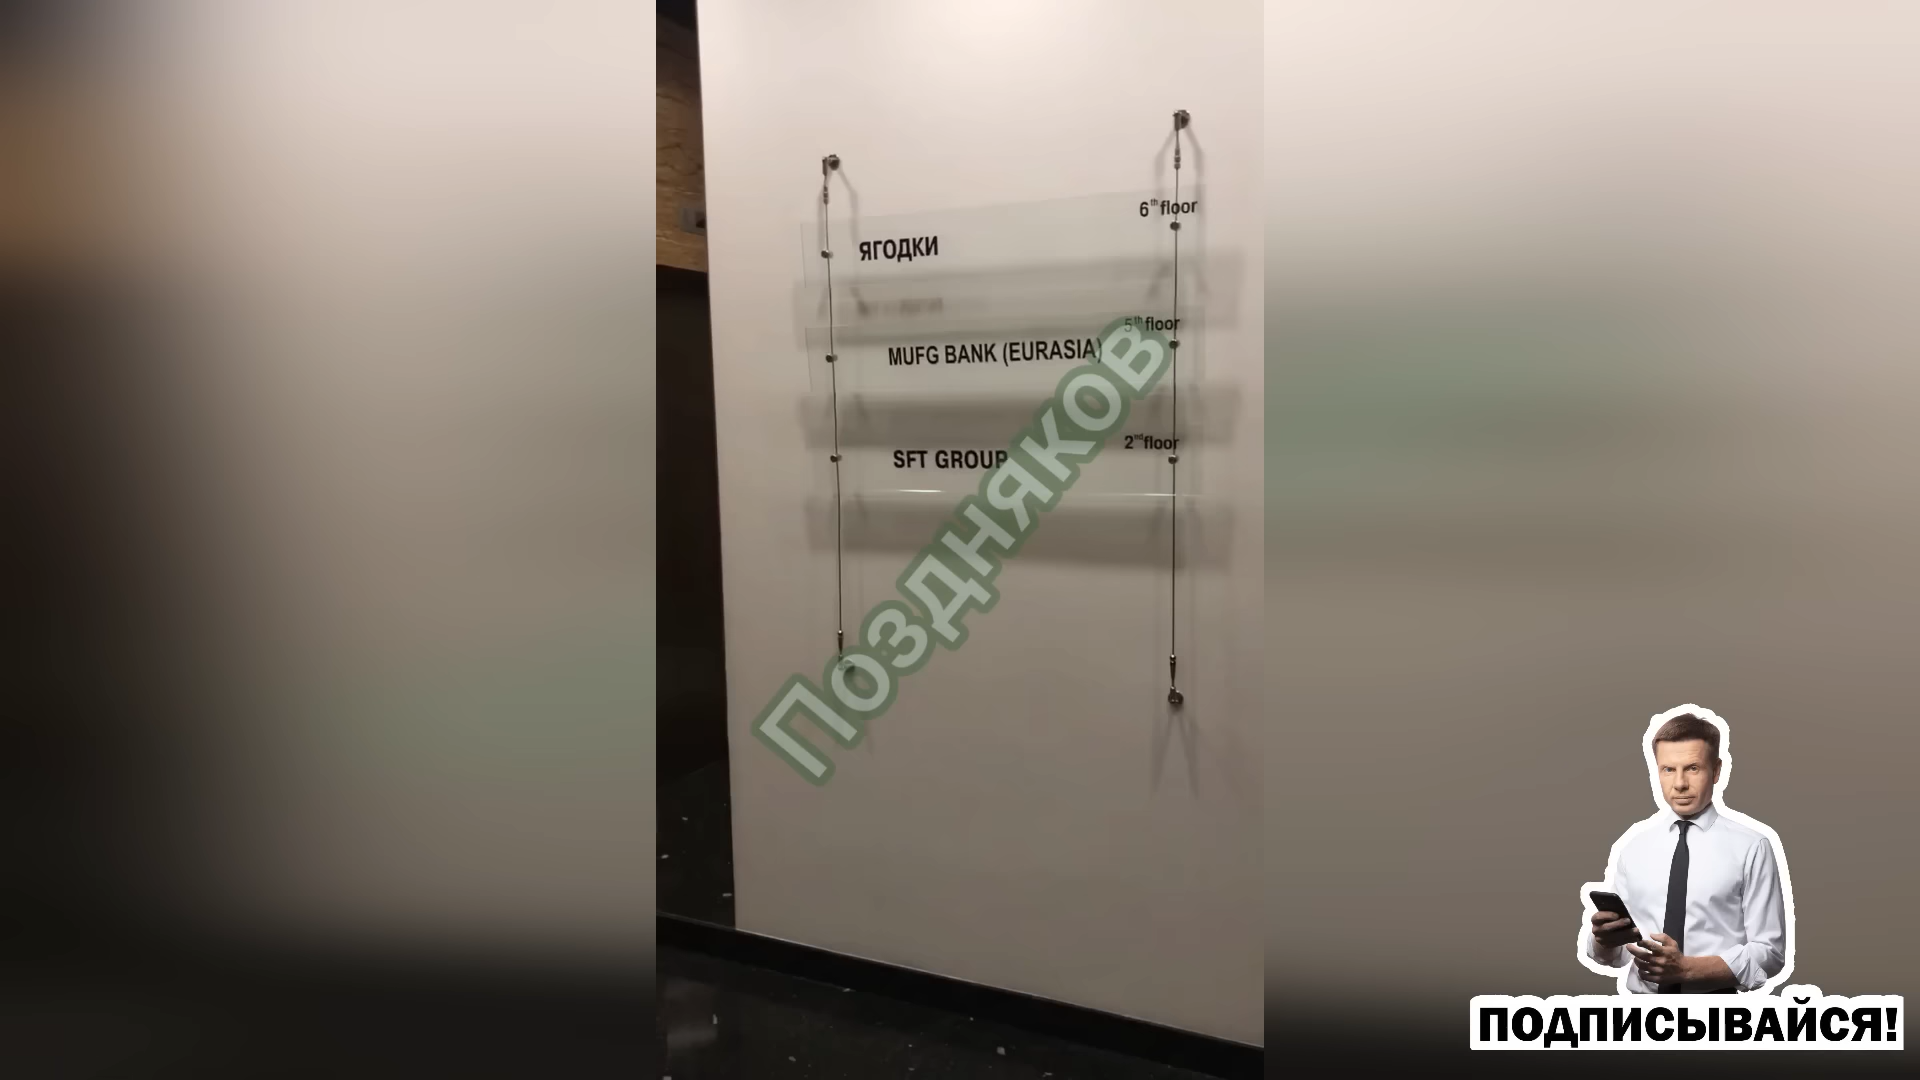 6th floor
ЯГОДКИ
5th floor
MUFG BANK (EURASIA)
2nd floor
SFT GROUP
Поздняков
ПОДПИСЫВАЙСЯ!